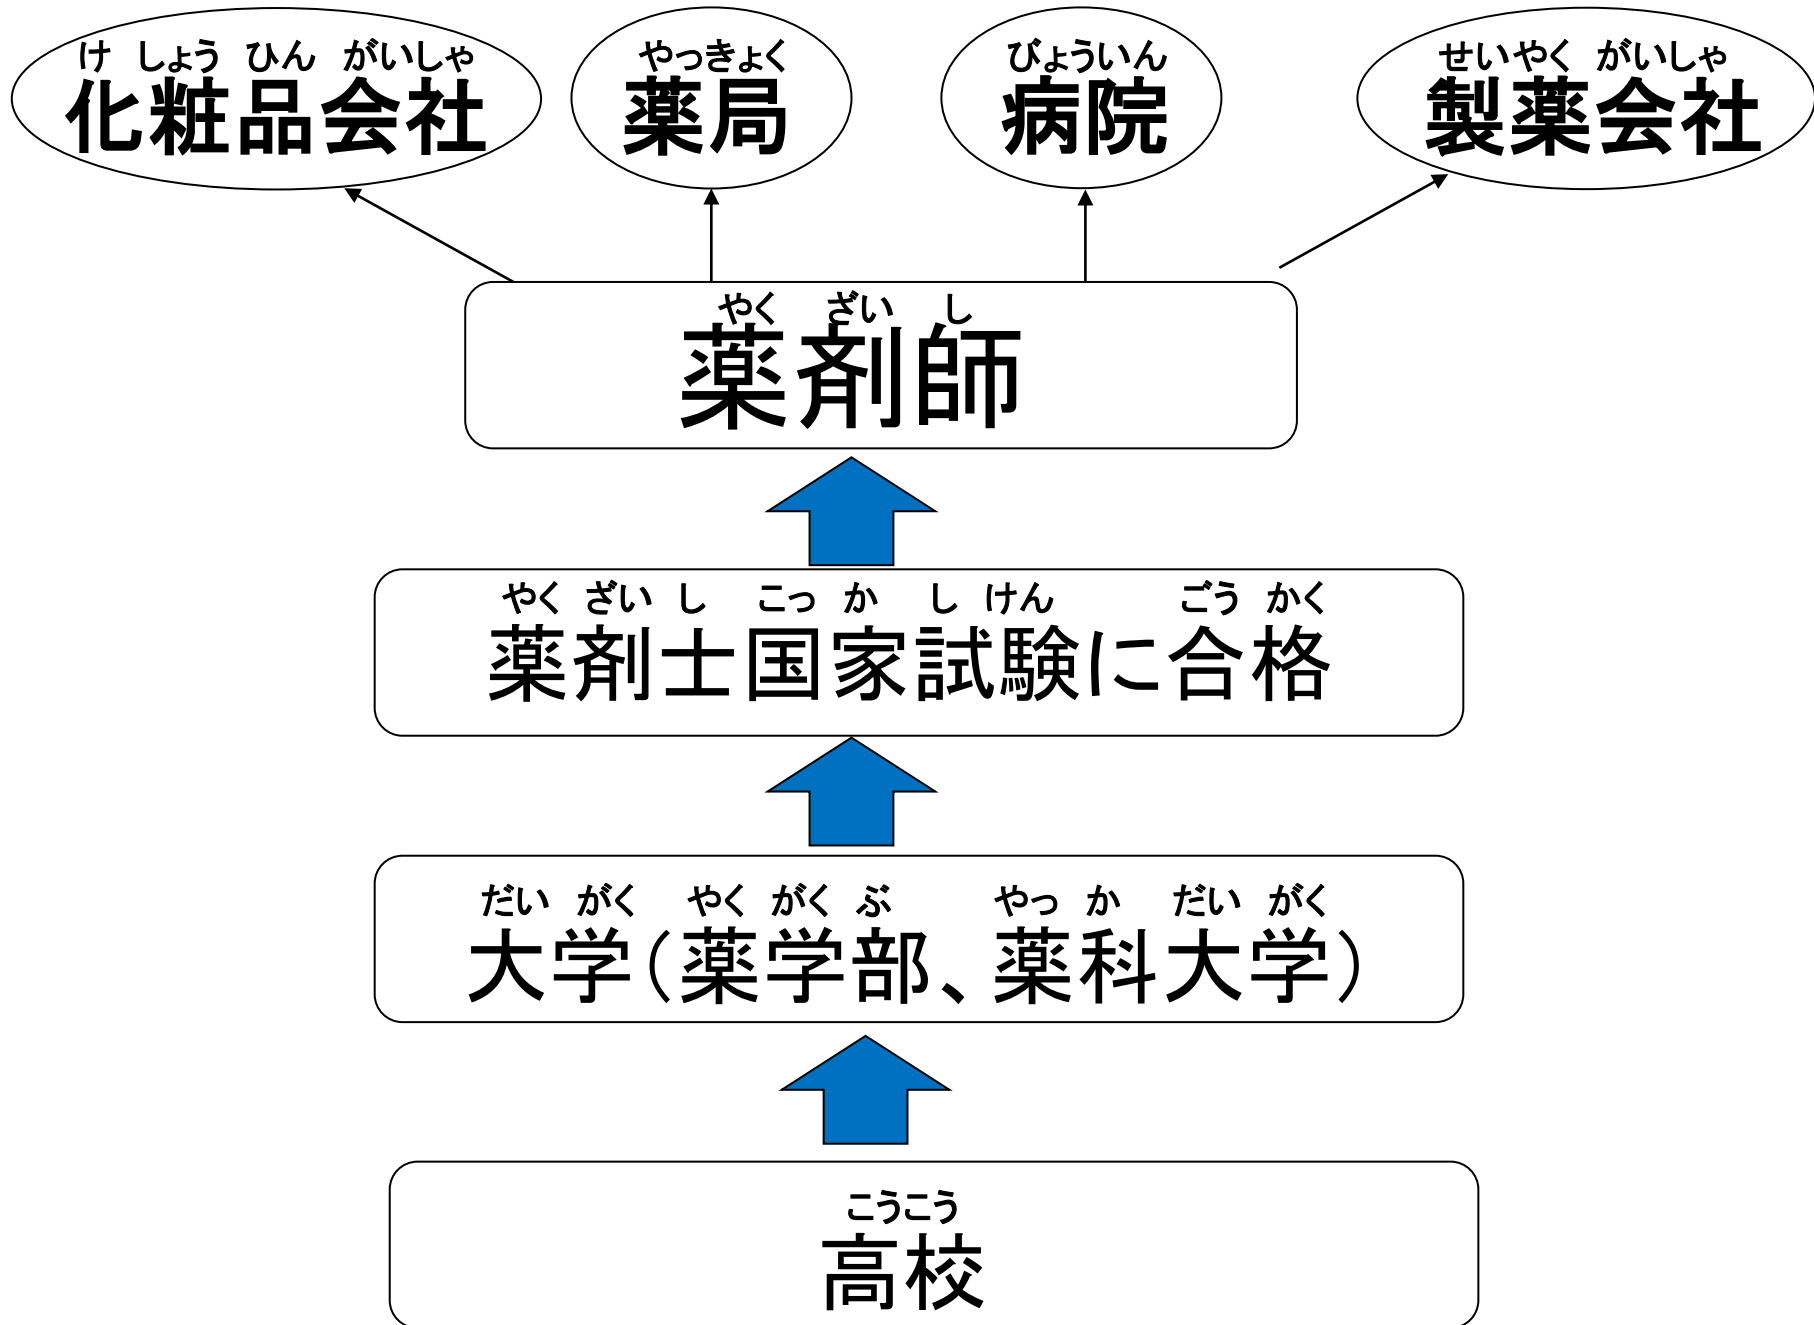 け しょう ひん がいしゃ
化粧品会社
やっきょく
薬局
びょういん
病院
せいやく がいしゃ
製薬会社
やく ざい し
薬剤師
やく ざい し こっ か し けん ごう かく
薬剤士国家試験に合格
だい がく やく がく ぶ やっ か だい がく
大学（薬学部、薬科大学）
こうこう
高校